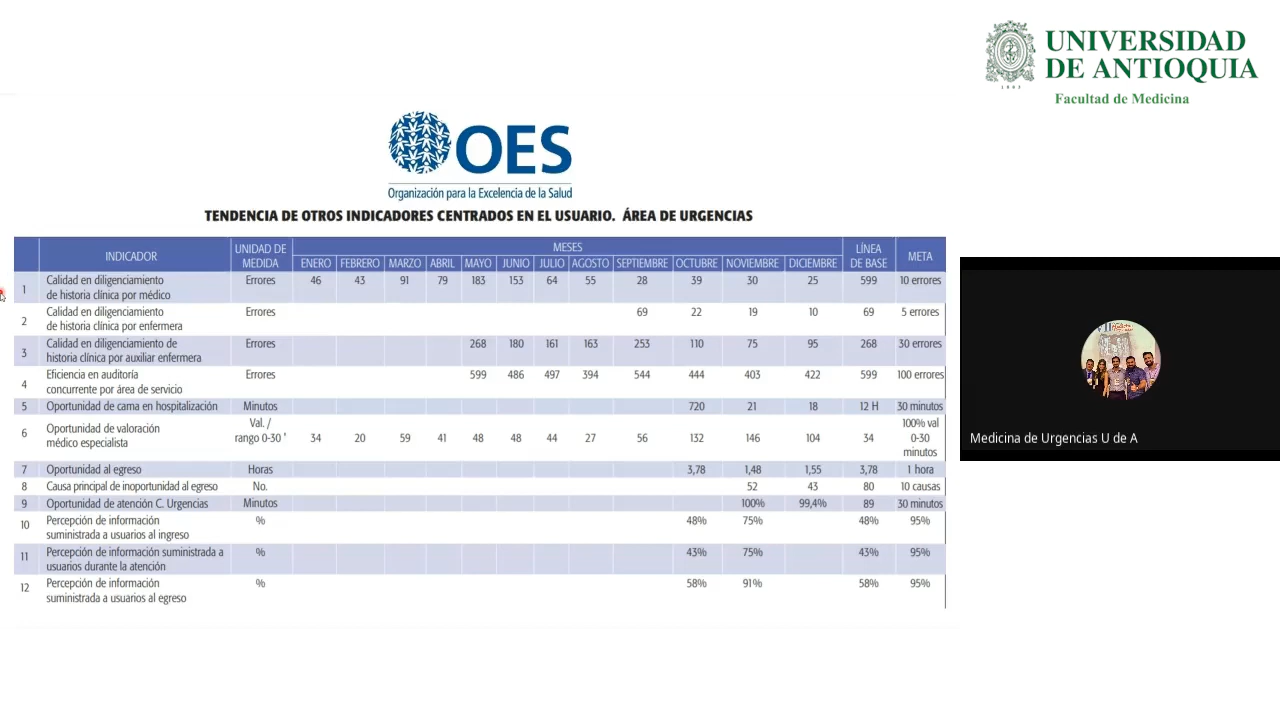 UNIVERSIDAD
DE ANTIOQUIA
1803
Facultad de Medicina
OES
Organización para la Excelencia de la Salud
TENDENCIA DE OTROS INDICADORES CENTRADOS EN EL USUARIO. ÁREA DE URGENCIAS
INDICADOR UNIDAD DE MEDIDA MESES LÍNEA DE BASE META
ENERO FEBRERO MARZO ABRIL MAYO JUNIO JULIO AGOSTO SEPTIEMBRE OCTUBRE NOVIEMBRE DICIEMBRE
1 Calidad en diligenciamiento de historia clínica por médico Errores 46 43 91 79 183 153 64 55 28 39 30 25 599 10 errores
2 Calidad en diligenciamiento de historia clínica por enfermera Errores 69 22 19 10 69 5 errores
3 Calidad en diligenciamiento de historia clínica por auxiliar enfermera Errores 268 180 161 163 253 110 75 95 268 30 errores
4 Eficiencia en auditoría concurrente por área de servicio Errores 599 486 497 394 544 444 403 422 599 100 errores
5 Oportunidad de cama en hospitalización Minutos 720 21 18 12 H 30 minutos
6 Oportunidad de valoración médico especialista Val. / rango 0-30 ' 34 20 59 41 48 48 44 27 56 132 146 104 34 100% val 0-30 minutos
7 Oportunidad al egreso Horas 3,78 1,48 1,55 3,78 1 hora
8 Causa principal de inoportunidad al egreso No. 52 43 80 10 causas
9 Oportunidad de atención C. Urgencias Minutos 100% 99,4% 89 30 minutos
10 Percepción de información suministrada a usuarios al ingreso % 48% 75% 48% 95%
11 Percepción de información suministrada a usuarios durante la atención % 43% 75% 43% 95%
12 Percepción de información suministrada a usuarios al egreso % 58% 91% 58% 95%
Medicina de Urgencias U de A